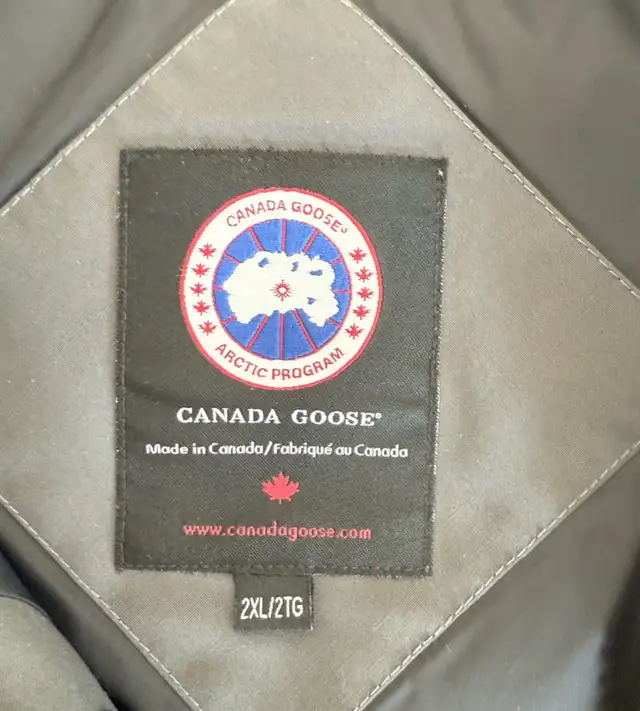 CANADA GOOSE®
ARCTIC PROGRAM
CANADA GOOSE®
Made in Canada/Fabriqué au Canada
www.canadagoose.com
2XL/2TG